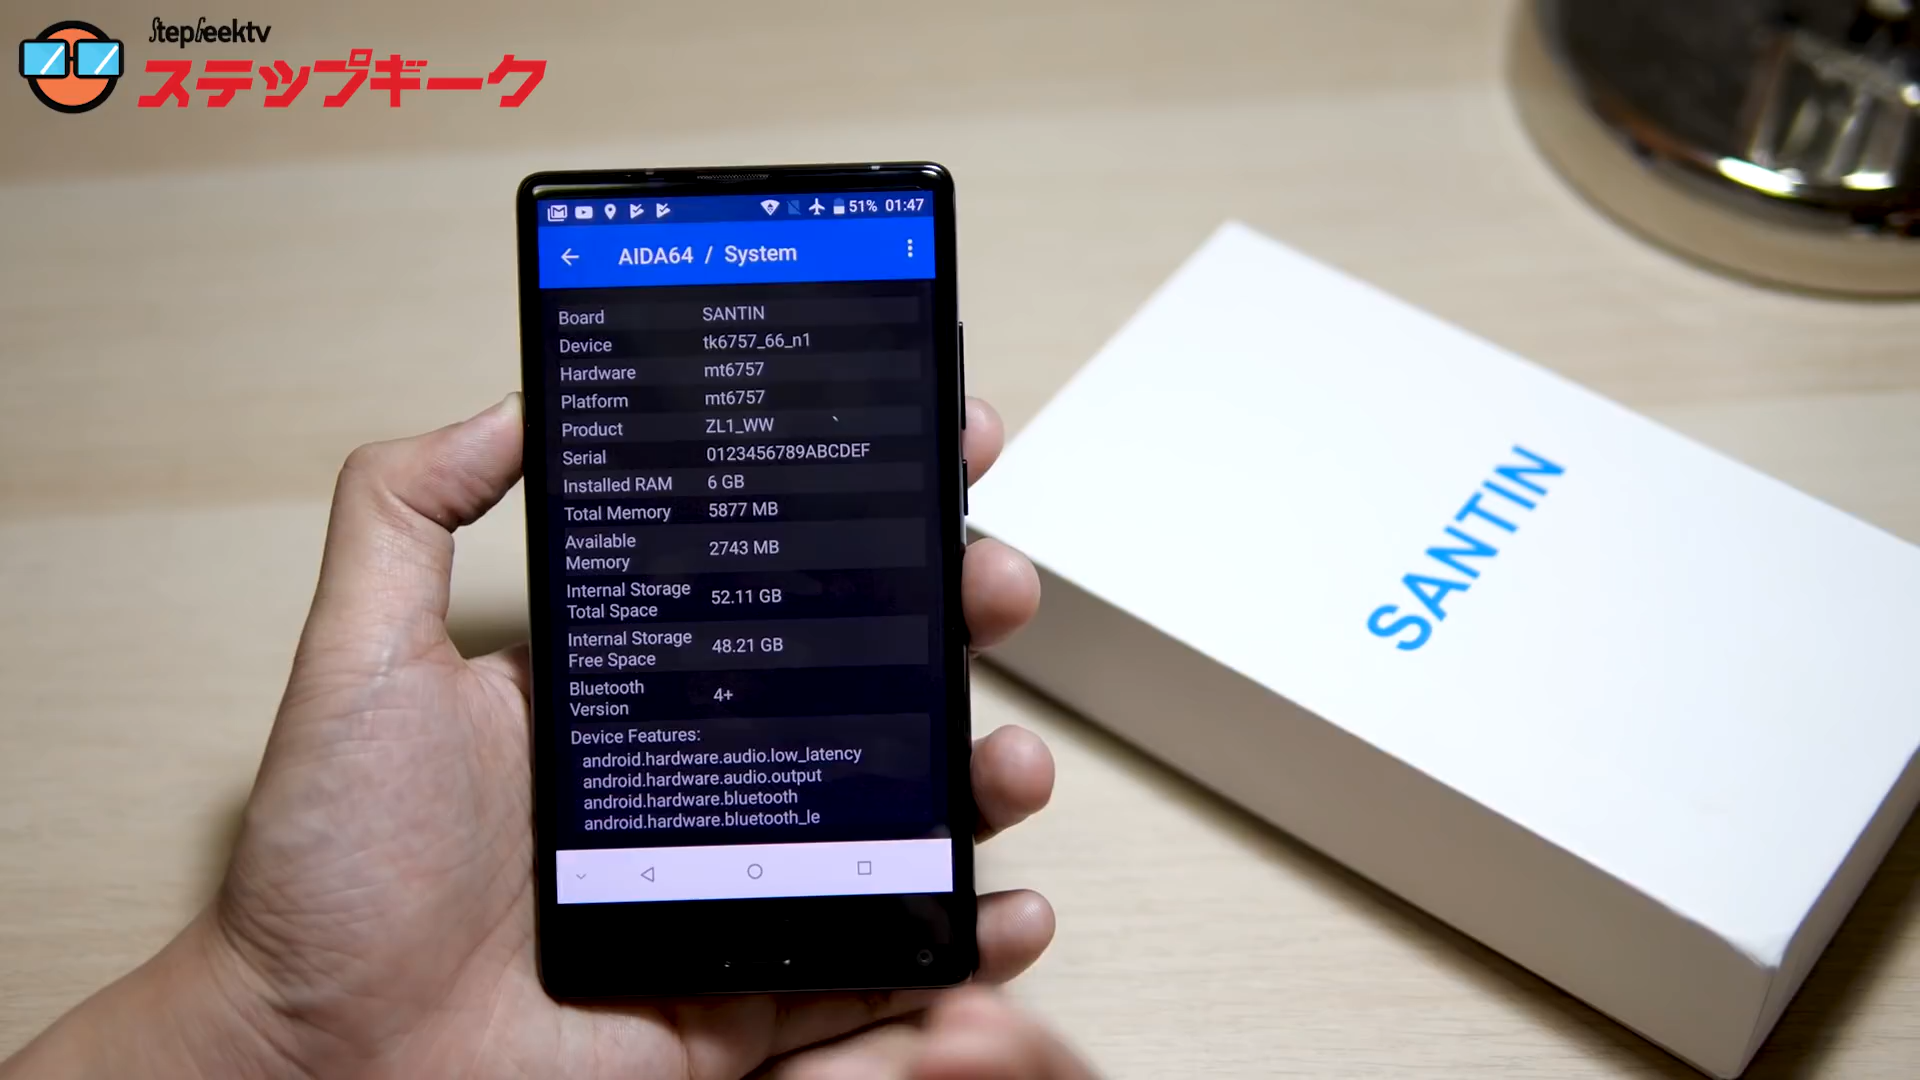 StepGeektv
ステップギーク
51% 01:47
AIDA64 / System
Board SANTIN
Device tk6757_66_n1
Hardware mt6757
Platform mt6757
Product ZL1_WW
Serial 0123456789ABCDEF
Installed RAM 6 GB
Total Memory 5877 MB
Available
Memory 2743 MB
Internal Storage
Total Space 52.11 GB
Internal Storage
Free Space 48.21 GB
Bluetooth
Version 4+
Device Features:
android.hardware.audio.low_latency
android.hardware.audio.output
android.hardware.bluetooth
android.hardware.bluetooth_le
SANTIN